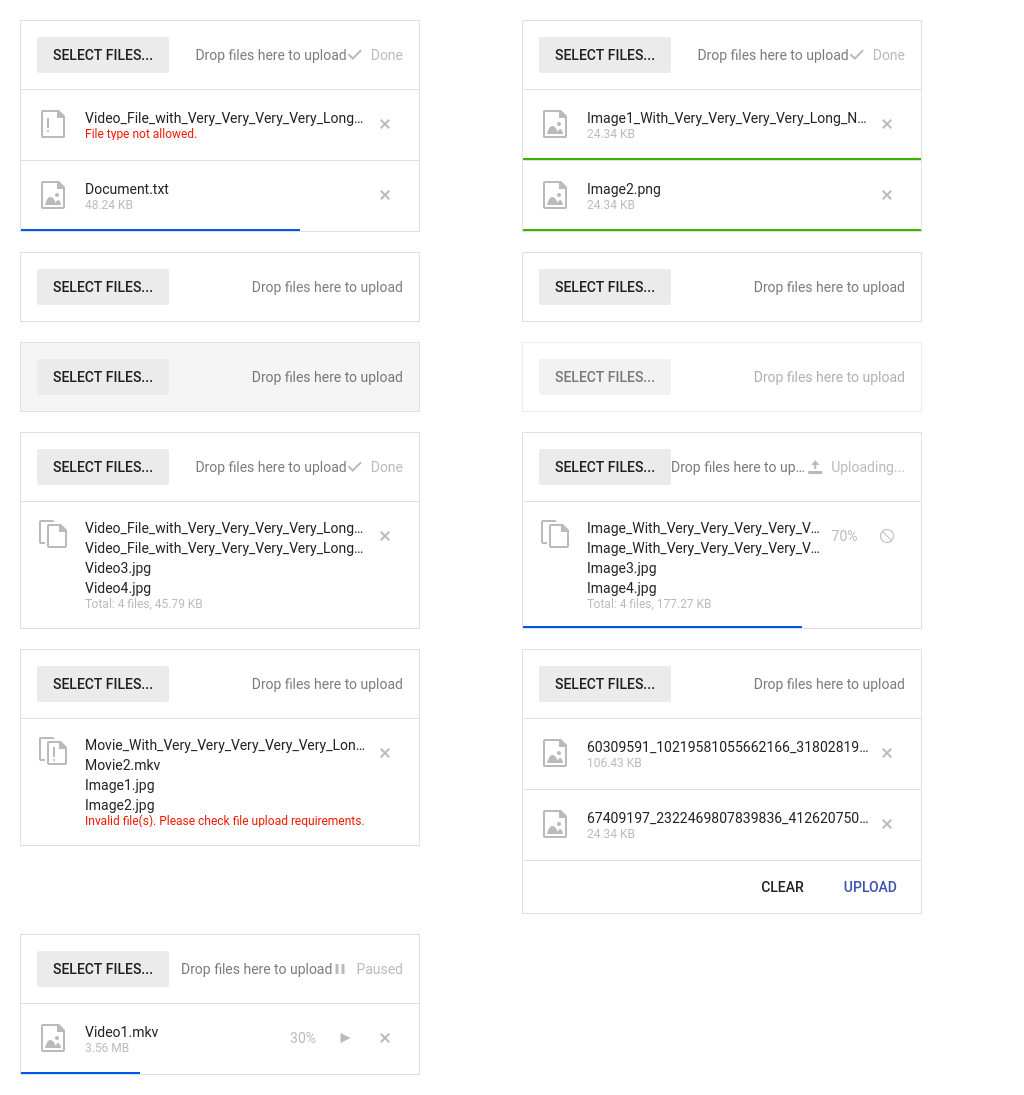 SELECT FILES...
Drop files here to upload
Done
Video_File_with_Very_Very_Very_Very_Long...
File type not allowed.
Document.txt
48.24 KB
SELECT FILES...
Drop files here to upload
Done
Image1_With_Very_Very_Very_Very_Long_N...
24.34 KB
Image2.png
24.34 KB
SELECT FILES...
Drop files here to upload
SELECT FILES...
Drop files here to upload
SELECT FILES...
Drop files here to upload
SELECT FILES...
Drop files here to upload
SELECT FILES...
Drop files here to upload
Done
Video_File_with_Very_Very_Very_Very_Long...
Video_File_with_Very_Very_Very_Very_Long...
Video3.jpg
Video4.jpg
Total: 4 files, 45.79 KB
SELECT FILES...
Drop files here to up...
Uploading...
Image_With_Very_Very_Very_Very_V...
70%
Image_With_Very_Very_Very_Very_V...
Image3.jpg
Image4.jpg
Total: 4 files, 177.27 KB
SELECT FILES...
Drop files here to upload
Movie_With_Very_Very_Very_Very_Very_Lon...
Movie2.mkv
Image1.jpg
Image2.jpg
Invalid file(s). Please check file upload requirements.
SELECT FILES...
Drop files here to upload
60309591_10219581055662166_31802819...
106.43 KB
67409197_2322469807839836_412620750...
24.34 KB
CLEAR
UPLOAD
SELECT FILES...
Drop files here to upload
Paused
Video1.mkv
30%
3.56 MB